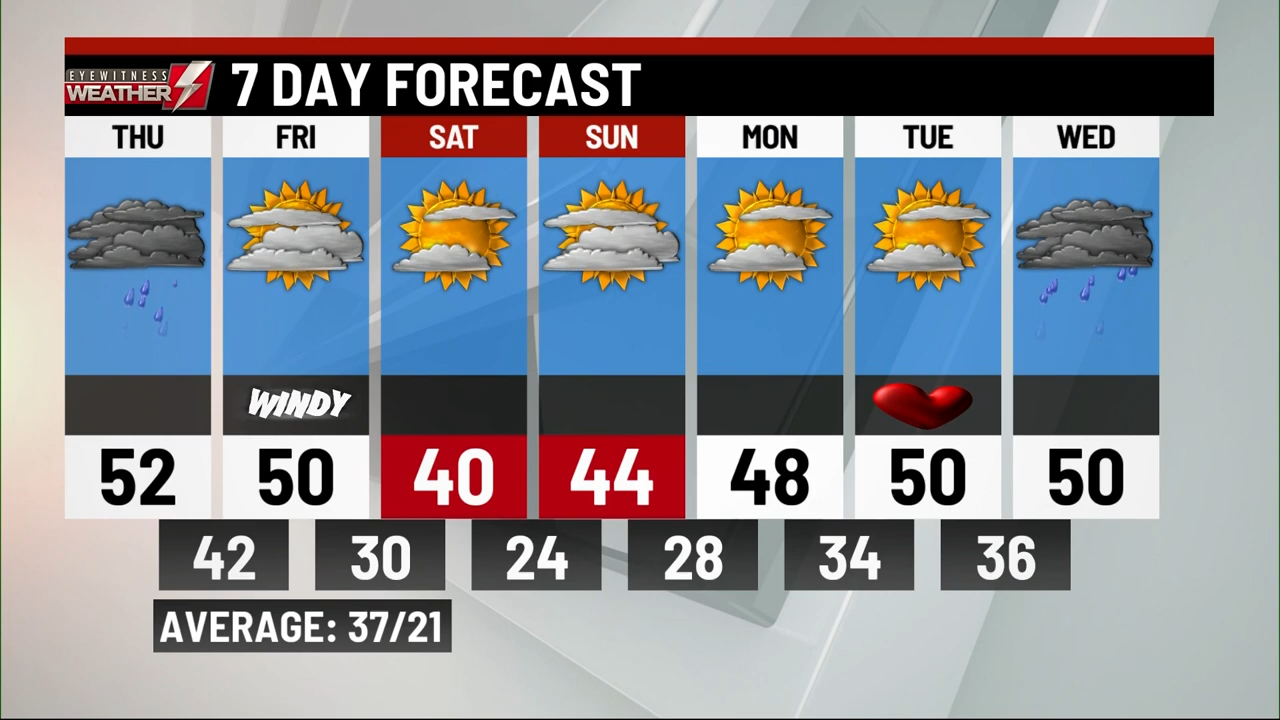 EYEWITNESS
WEATHER
7 DAY FORECAST
THU FRI SAT SUN MON TUE WED
WINDY
52 50 40 44 48 50 50
42 30 24 28 34 36
AVERAGE: 37/21